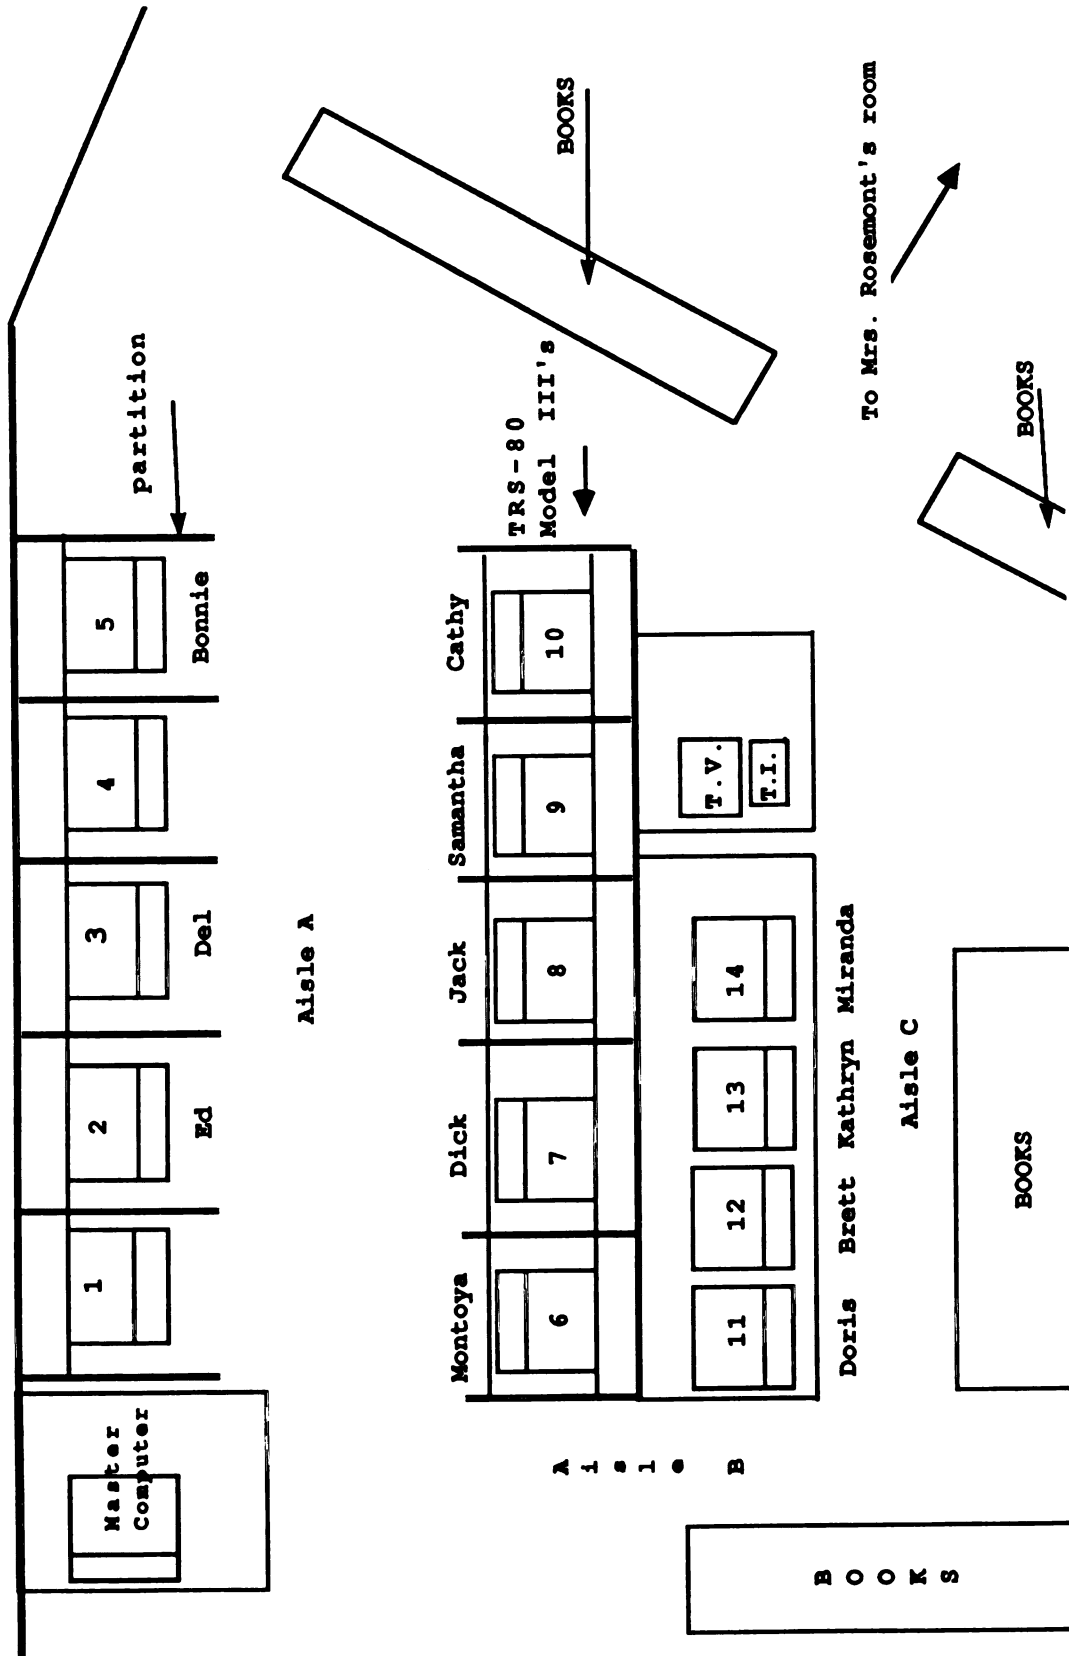 Master
Computer
1
2
3
4
5
partition
Ed
Del
Bonnie
Aisle A
Montoya
Dick
Jack
Samantha
Cathy
TRS-80
Model III's
6
7
8
9
10
BOOKS
Aisle B
11
12
13
14
T.V.
T.I.
Doris
Brett
Kathryn
Miranda
To Mrs. Rosemont's room
Aisle C
BOOKS
BOOKS
BOOKS